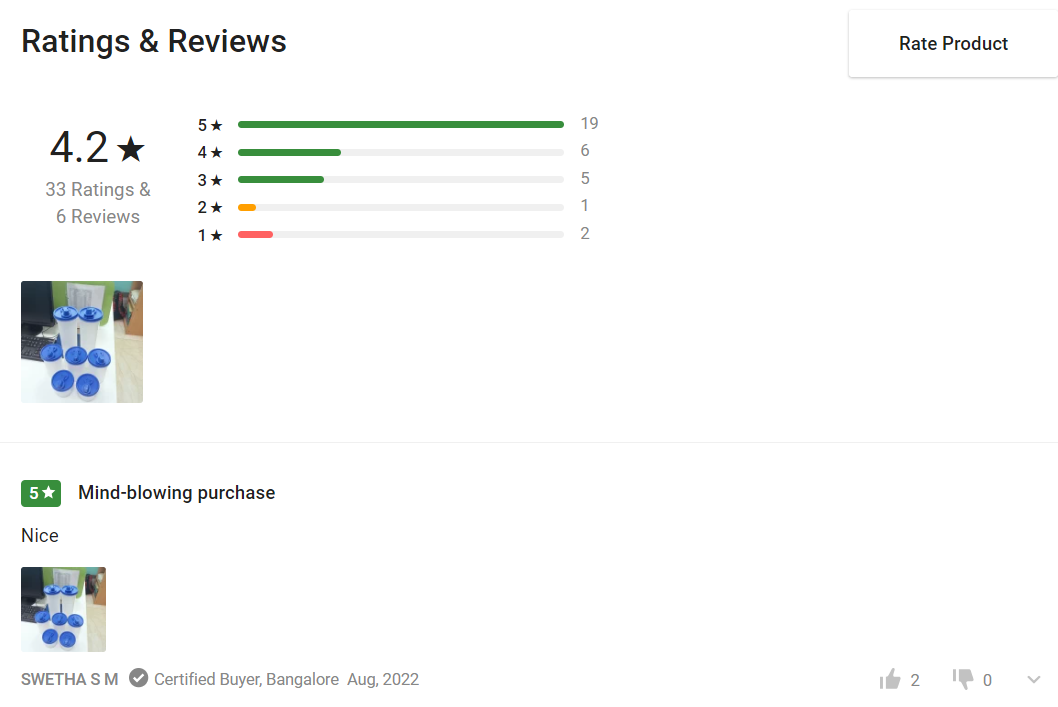 Ratings & Reviews
Rate Product
4.2★
33 Ratings &
6 Reviews
5★ 19
4★ 6
3★ 5
2★ 1
1★ 2
5★ Mind-blowing purchase
Nice
SWETHA S M Certified Buyer, Bangalore Aug, 2022 2 0